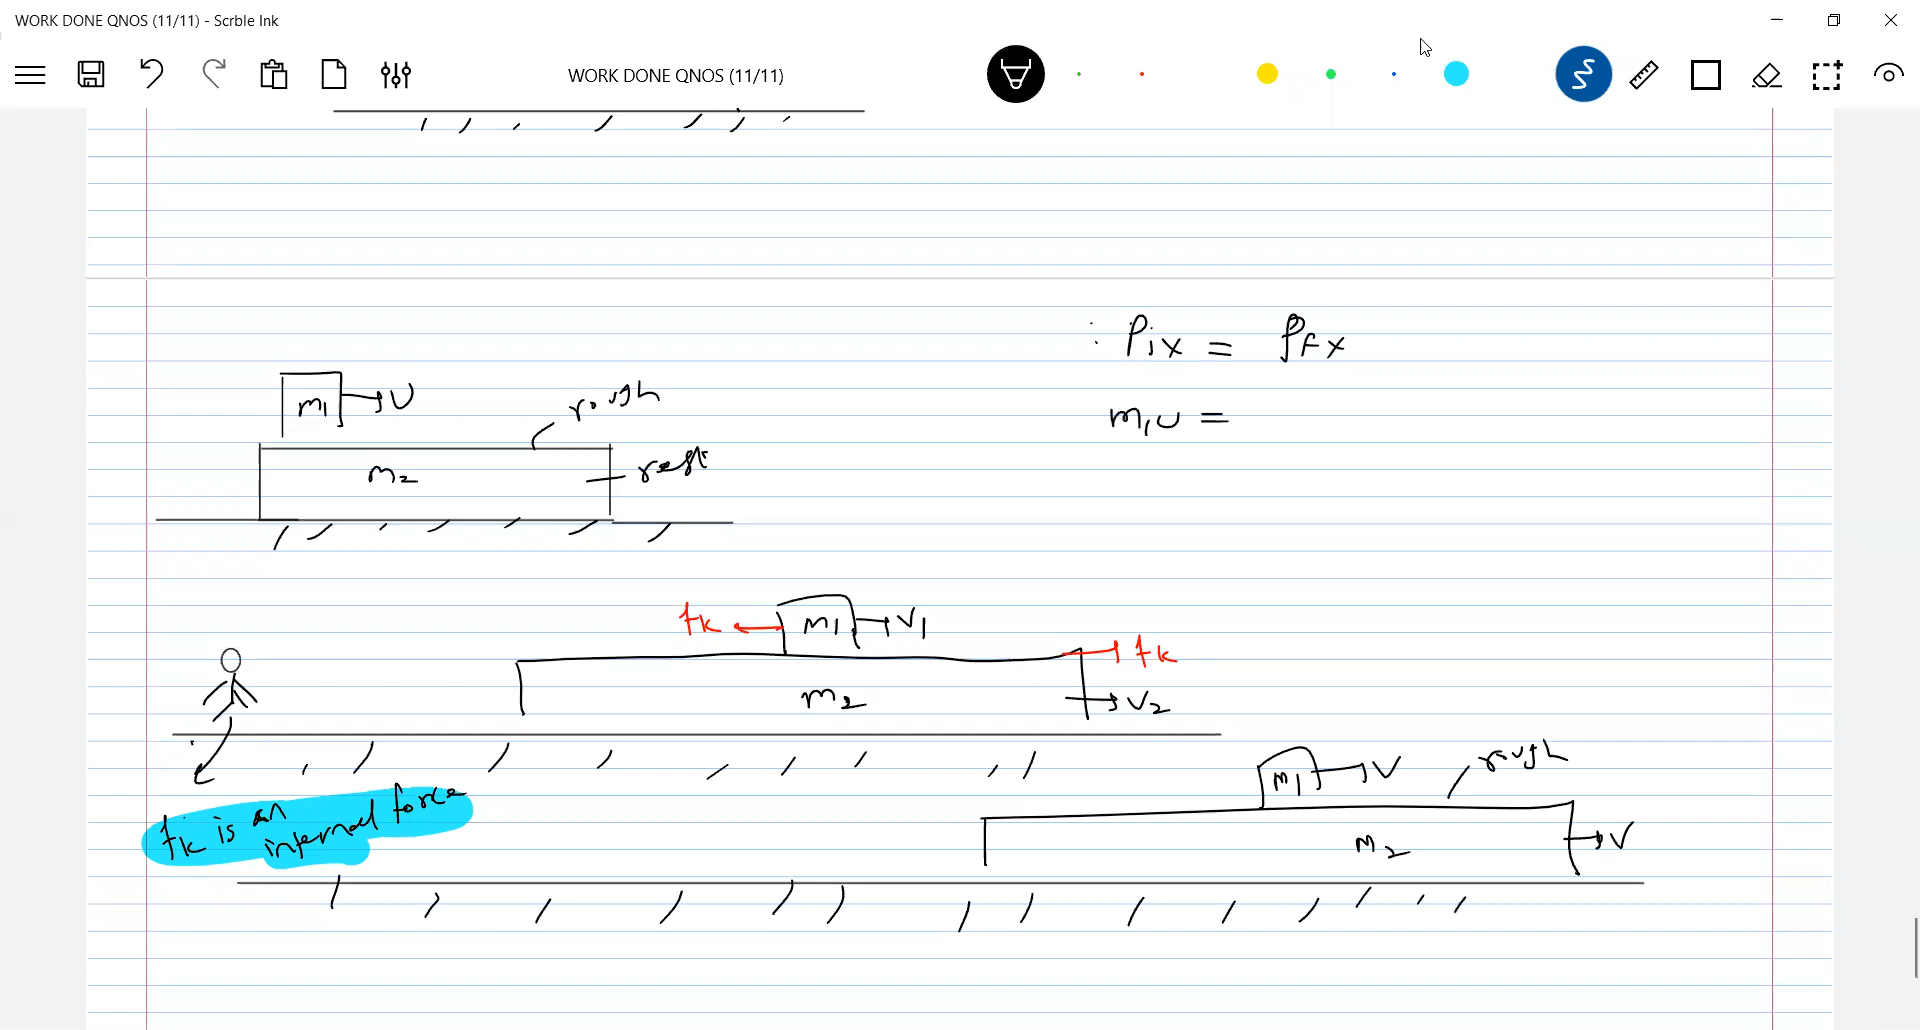 WORK DONE QNOS (11/11) - Scrble Ink
WORK DONE QNOS (11/11)
∴ Pix = Pfx
m1 → U
rough
m1U =
m2
rest
fk ← m1 → V1
→ fk
m2
→ V2
m1 → V
rough
fk is an
internal force
m2
→ V